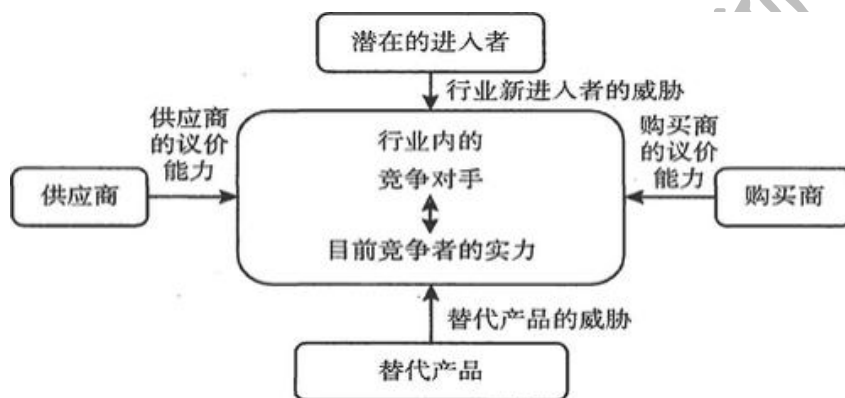 潜在的进入者
行业新进入者的威胁
供应商
的议价
能力
行业内的
竞争对手
购买商
的议价
能力
供应商
购买商
目前竞争者的实力
替代产品的威胁
替代产品